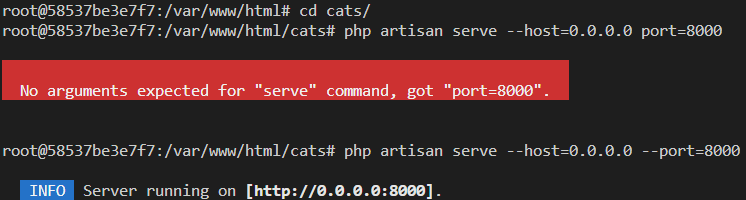 root@58537be3e7f7:/var/www/html# cd cats/
root@58537be3e7f7:/var/www/html/cats# php artisan serve --host=0.0.0.0 port=8000
No arguments expected for "serve" command, got "port=8000".
root@58537be3e7f7:/var/www/html/cats# php artisan serve --host=0.0.0.0 --port=8000
INFO Server running on [http://0.0.0.0:8000].